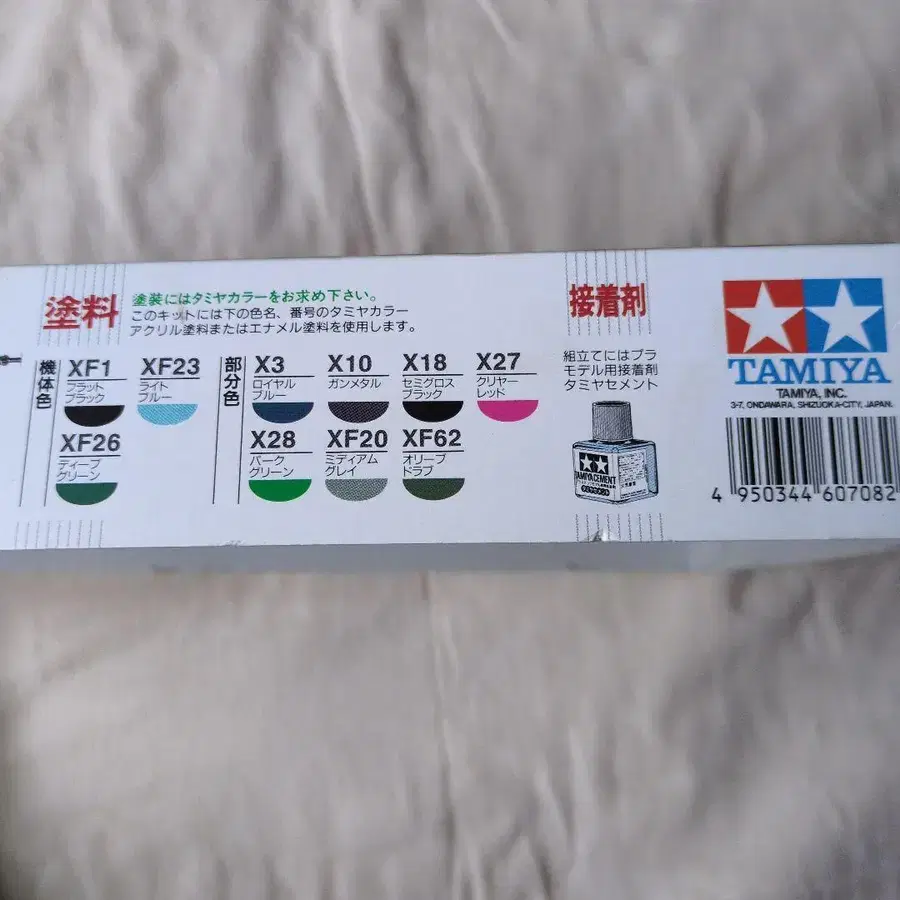 塗料
塗装にはタミヤカラーをお求め下さい。
このキットには下の色名、番号のタミヤカラー
アクリル塗料またはエナメル塗料を使用します。
機体色
XF1
フラット
ブラック
XF23
ライト
ブルー
XF26
ディープ
グリーン
部分色
X3
ロイヤル
ブルー
X10
ガンメタル
X18
セミグロス
ブラック
X27
クリヤー
レッド
X28
パーク
グリーン
XF20
ミディアム
グレイ
XF62
オリーブ
ドラブ
接着剤
組立てにはプラ
モデル用接着剤
タミヤセメント
TAMIYA CEMENT
TAMIYA
TAMIYA, INC.
3-7, ONDAWARA, SHIZUOKA-CITY, JAPAN.
4 950344 607082